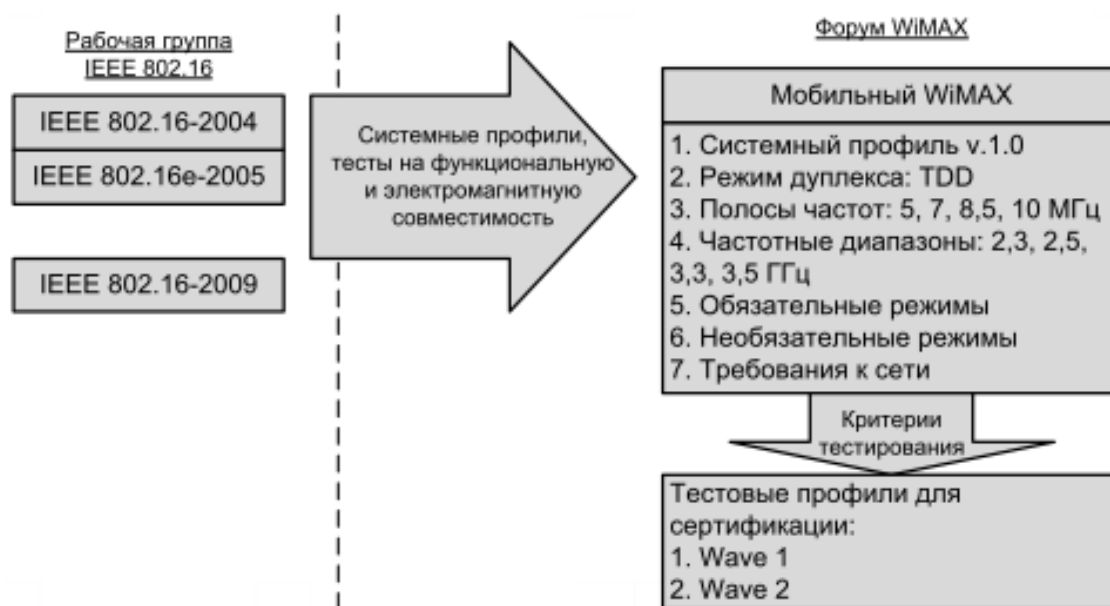 Рабочая группа
IEEE 802.16
IEEE 802.16-2004
IEEE 802.16e-2005
IEEE 802.16-2009
Системные профили,
тесты на функциональную
и электромагнитную
совместимость
Форум WiMAX
Мобильный WiMAX
1. Системный профиль v.1.0
2. Режим дуплекса: TDD
3. Полосы частот: 5, 7, 8,5, 10 МГц
4. Частотные диапазоны: 2,3, 2,5,
3,3, 3,5 ГГц
5. Обязательные режимы
6. Необязательные режимы
7. Требования к сети
Критерии
тестирования
Тестовые профили для
сертификации:
1. Wave 1
2. Wave 2